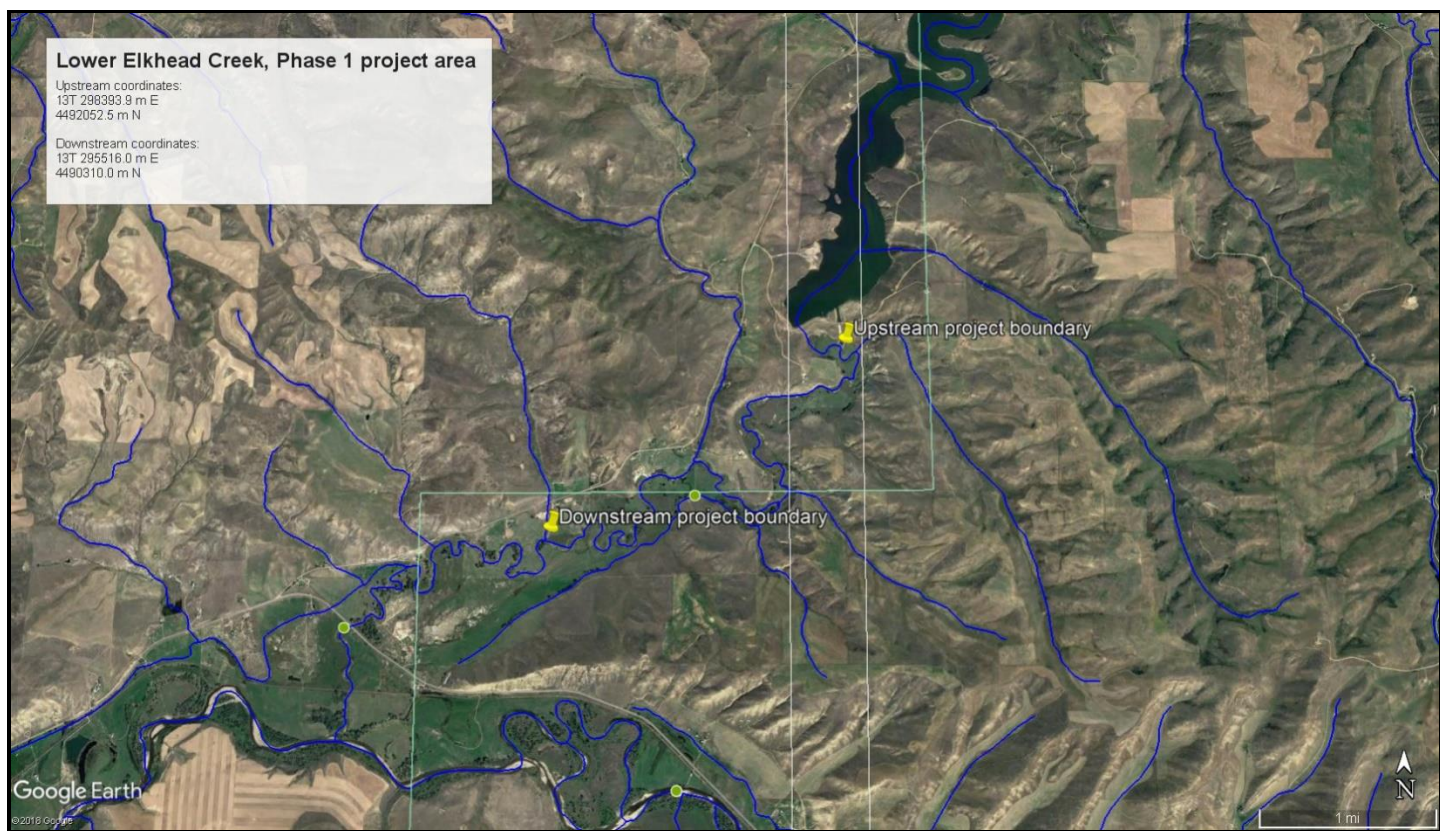 Lower Elkhead Creek, Phase 1 project area
Upstream coordinates:
13T 298393.9 m E
4492052.5 m N
Downstream coordinates:
13T 295516.0 m E
4490310.0 m N
Upstream project boundary
Downstream project boundary
Google Earth
©2018 Google
N
1 mi